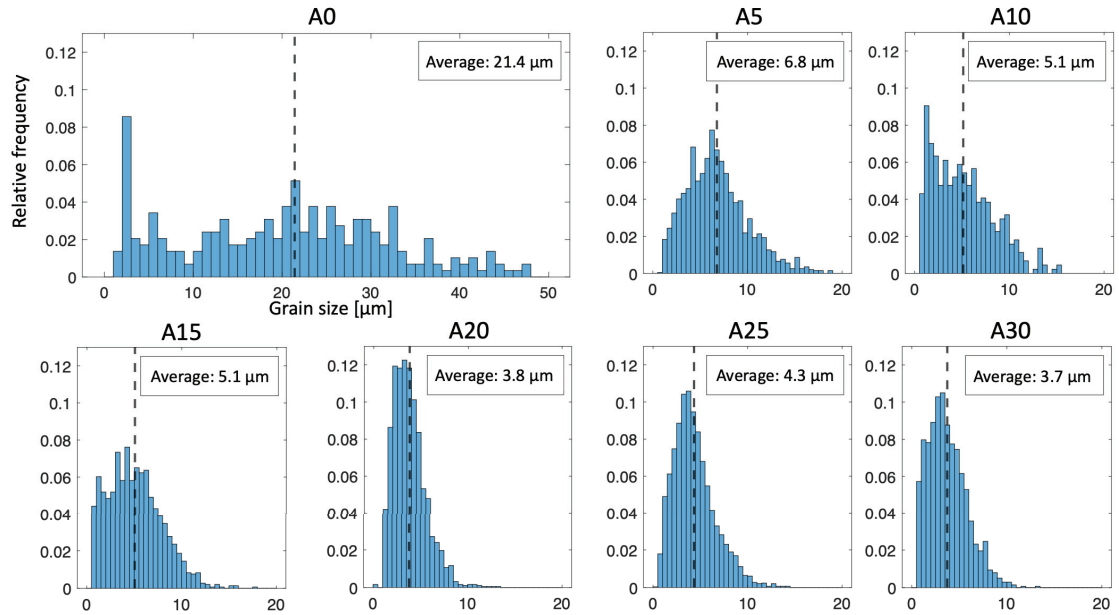 A0
Average: 21.4 µm
Relative frequency
0.12
0.1
0.08
0.06
0.04
0.02
0
0 10 20 30 40 50
Grain size [µm]
A5
Average: 6.8 µm
0.12
0.1
0.08
0.06
0.04
0.02
0
0 10 20
A10
Average: 5.1 µm
0.12
0.1
0.08
0.06
0.04
0.02
0
0 10 20
A15
Average: 5.1 µm
0.12
0.1
0.08
0.06
0.04
0.02
0
0 10 20
A20
Average: 3.8 µm
0.12
0.1
0.08
0.06
0.04
0.02
0
0 10 20
A25
Average: 4.3 µm
0.12
0.1
0.08
0.06
0.04
0.02
0
0 10 20
A30
Average: 3.7 µm
0.12
0.1
0.08
0.06
0.04
0.02
0
0 10 20